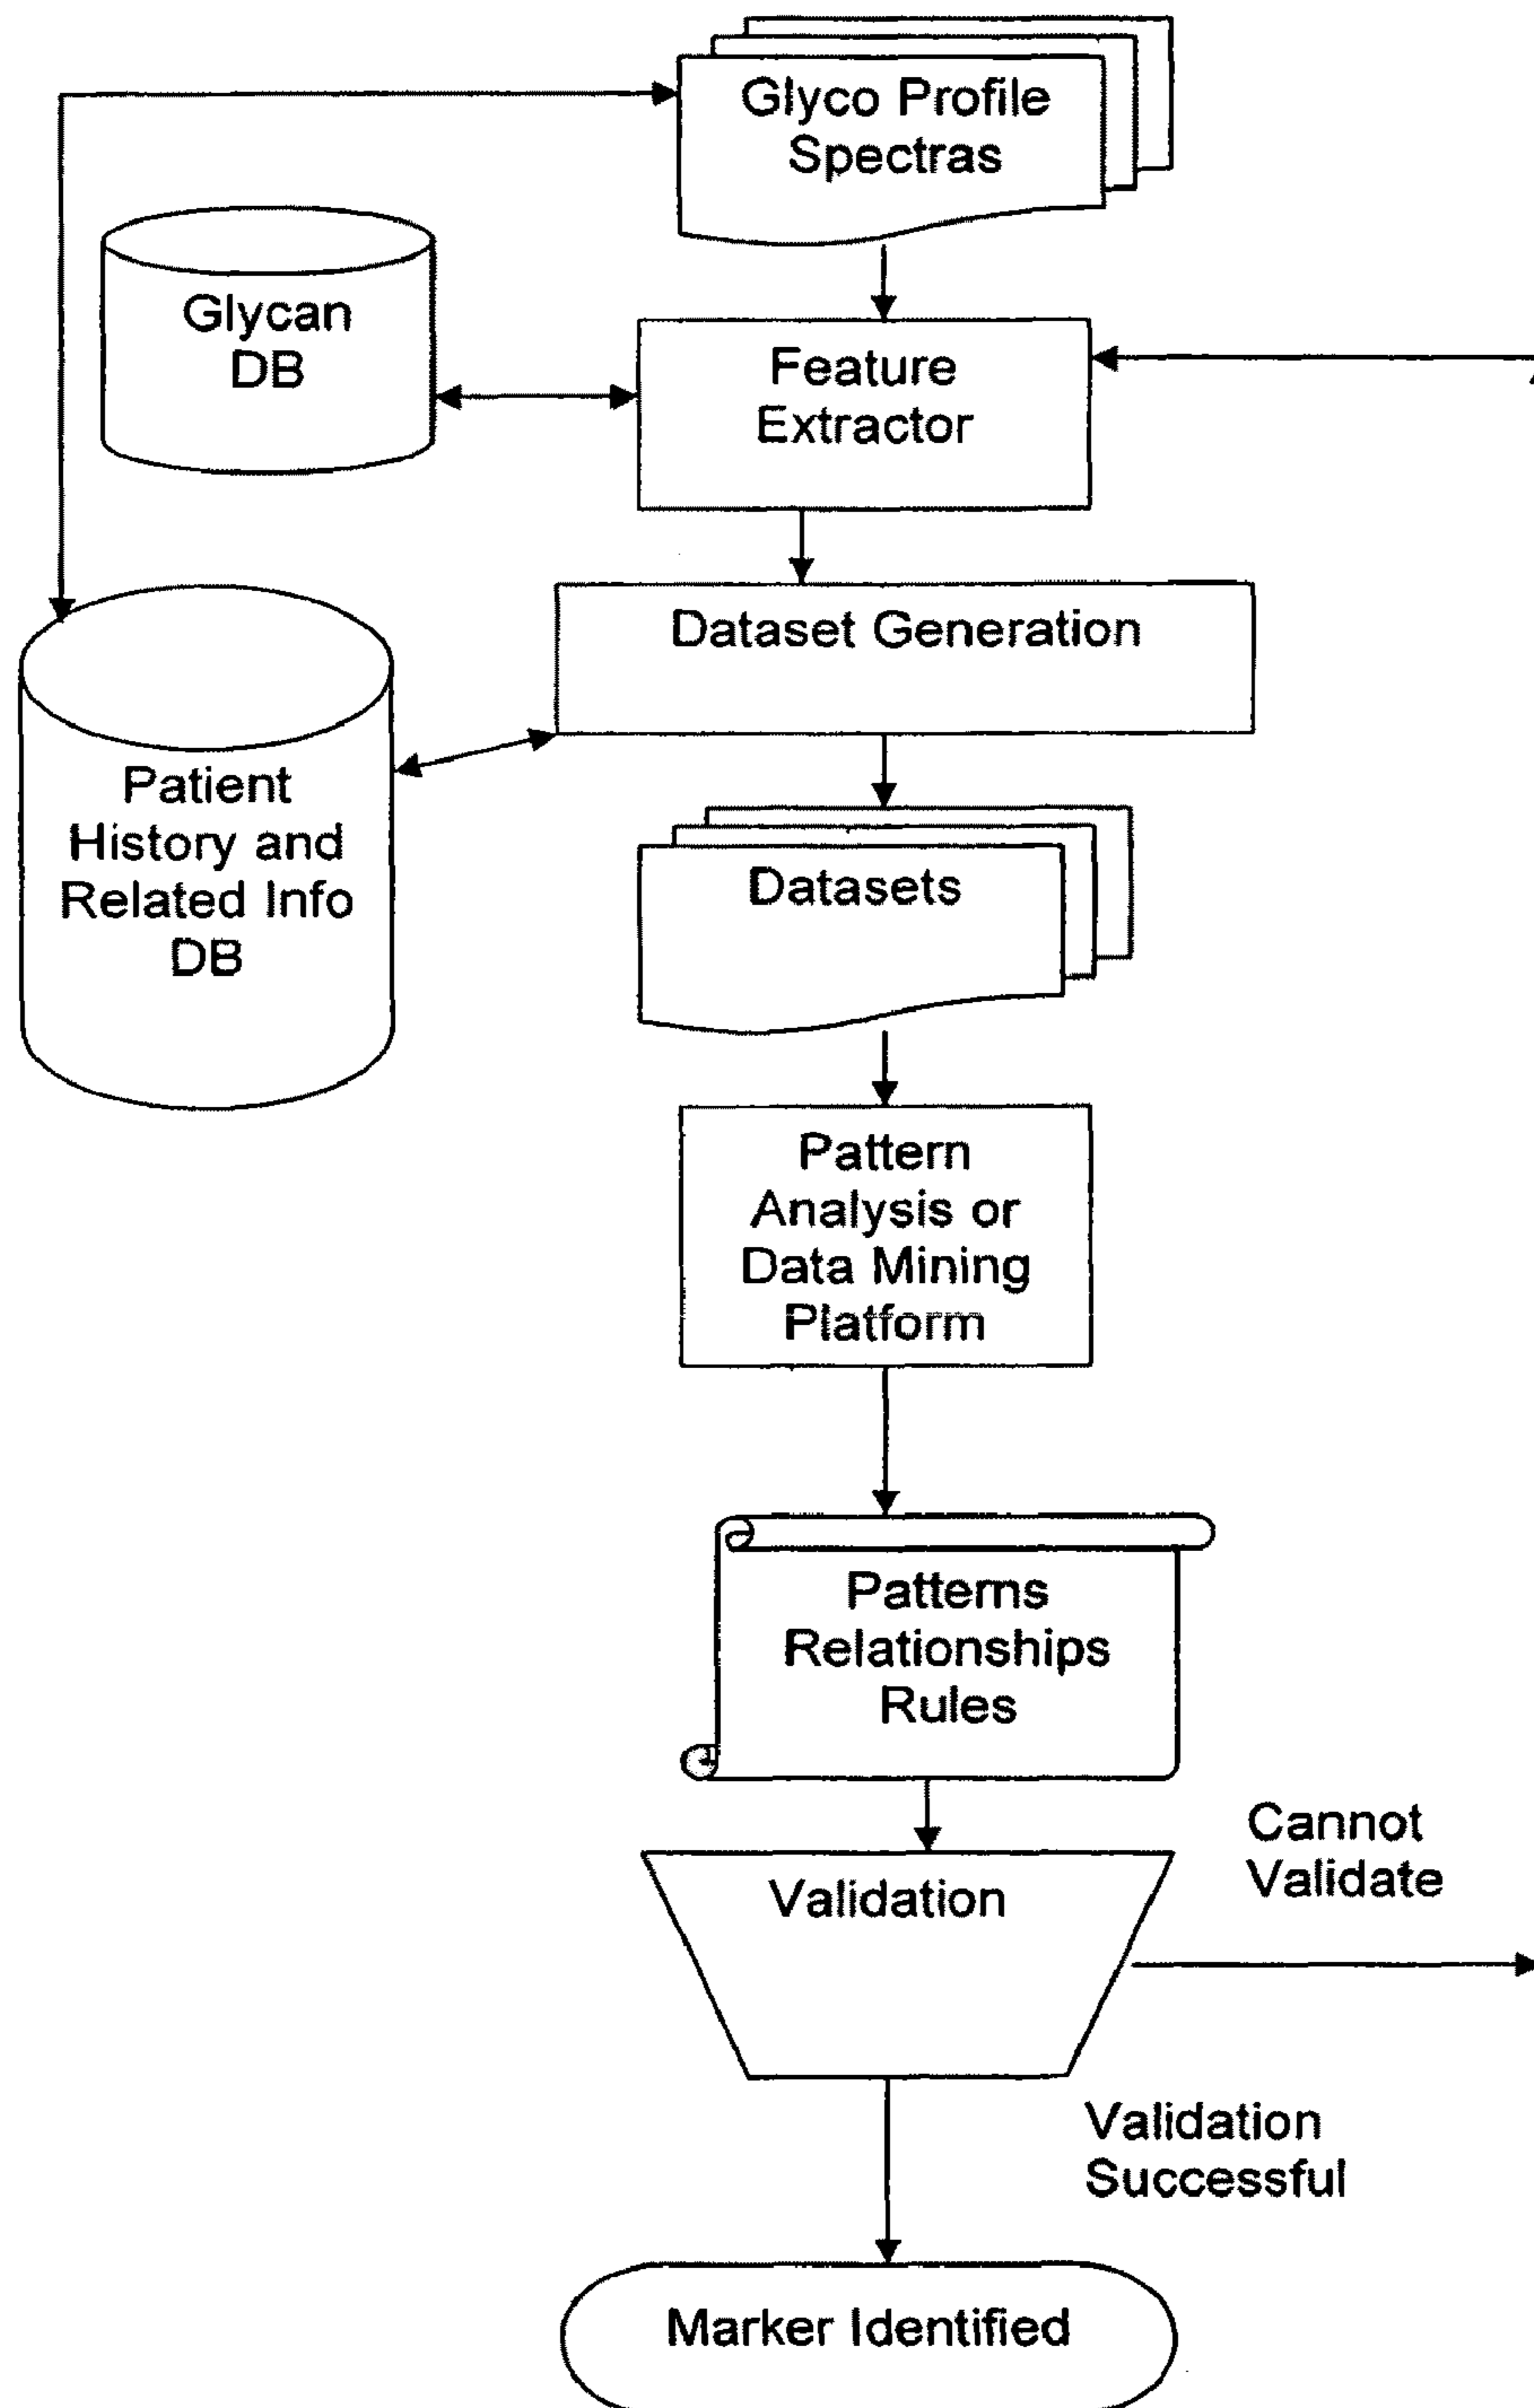 Glyco Profile
Spectras
Glycan
DB
Feature
Extractor
Dataset Generation
Patient
History and
Related Info
DB
Datasets
Pattern
Analysis or
Data Mining
Platform
Patterns
Relationships
Rules
Cannot
Validate
Validation
Validation
Successful
Marker Identified